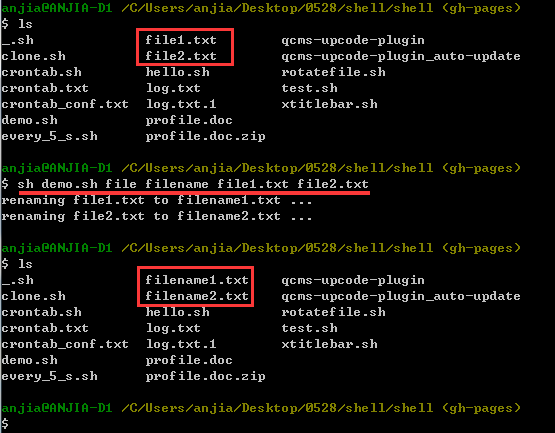 anjia@ANJIA-D1 /C/Users/anjia/Desktop/0528/shell/shell (gh-pages)
$ ls
_.sh file1.txt qcms-upcode-plugin
clone.sh file2.txt qcms-upcode-plugin_auto-update
crontab.sh hello.sh rotatefile.sh
crontab.txt log.txt test.sh
crontab_conf.txt log.txt.1 xtitlebar.sh
demo.sh profile.doc
every_5_s.sh profile.doc.zip
anjia@ANJIA-D1 /C/Users/anjia/Desktop/0528/shell/shell (gh-pages)
$ sh demo.sh file filename file1.txt file2.txt
renaming file1.txt to filename1.txt ...
renaming file2.txt to filename2.txt ...
anjia@ANJIA-D1 /C/Users/anjia/Desktop/0528/shell/shell (gh-pages)
$ ls
_.sh filename1.txt qcms-upcode-plugin
clone.sh filename2.txt qcms-upcode-plugin_auto-update
crontab.sh hello.sh rotatefile.sh
crontab.txt log.txt test.sh
crontab_conf.txt log.txt.1 xtitlebar.sh
demo.sh profile.doc
every_5_s.sh profile.doc.zip
anjia@ANJIA-D1 /C/Users/anjia/Desktop/0528/shell/shell (gh-pages)
$